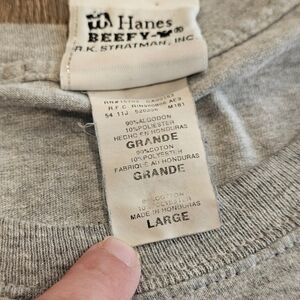 Hanes
BEEFY-T®
R.K. STRATMAN, INC
90%ALGODON
10%POLIESTER
HECHO EN HONDURAS
GRANDE
90%COTON
10%POLYESTER
FABRIQUÉ AU HONDURAS
GRANDE
MADE IN HONDURAS
LARGE